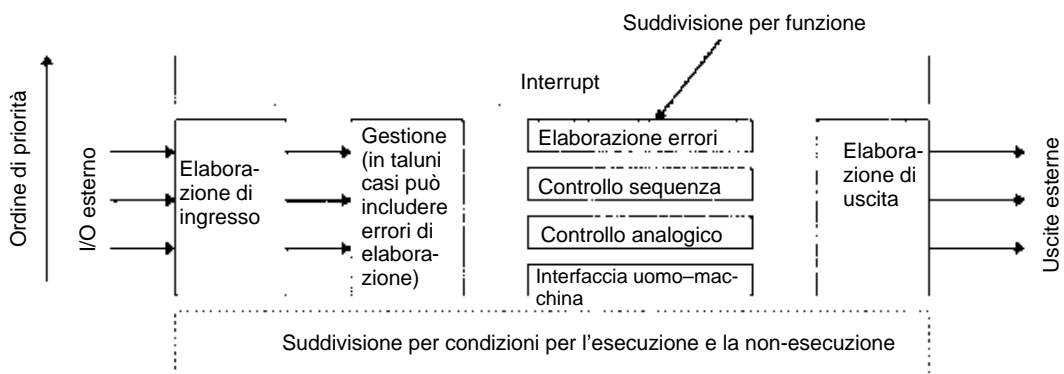 Suddivisione per funzione
Interrupt
Ordine di priorità
I/O esterno
Elabora-
zione di
ingresso
Gestione
(in taluni
casi può
includere
errori di
elabora-
zione)
Elaborazione errori
Controllo sequenza
Controllo analogico
Interfaccia uomo–mac-
china
Elabora-
zione di
uscita
Uscite esterne
Suddivisione per condizioni per l'esecuzione e la non-esecuzione